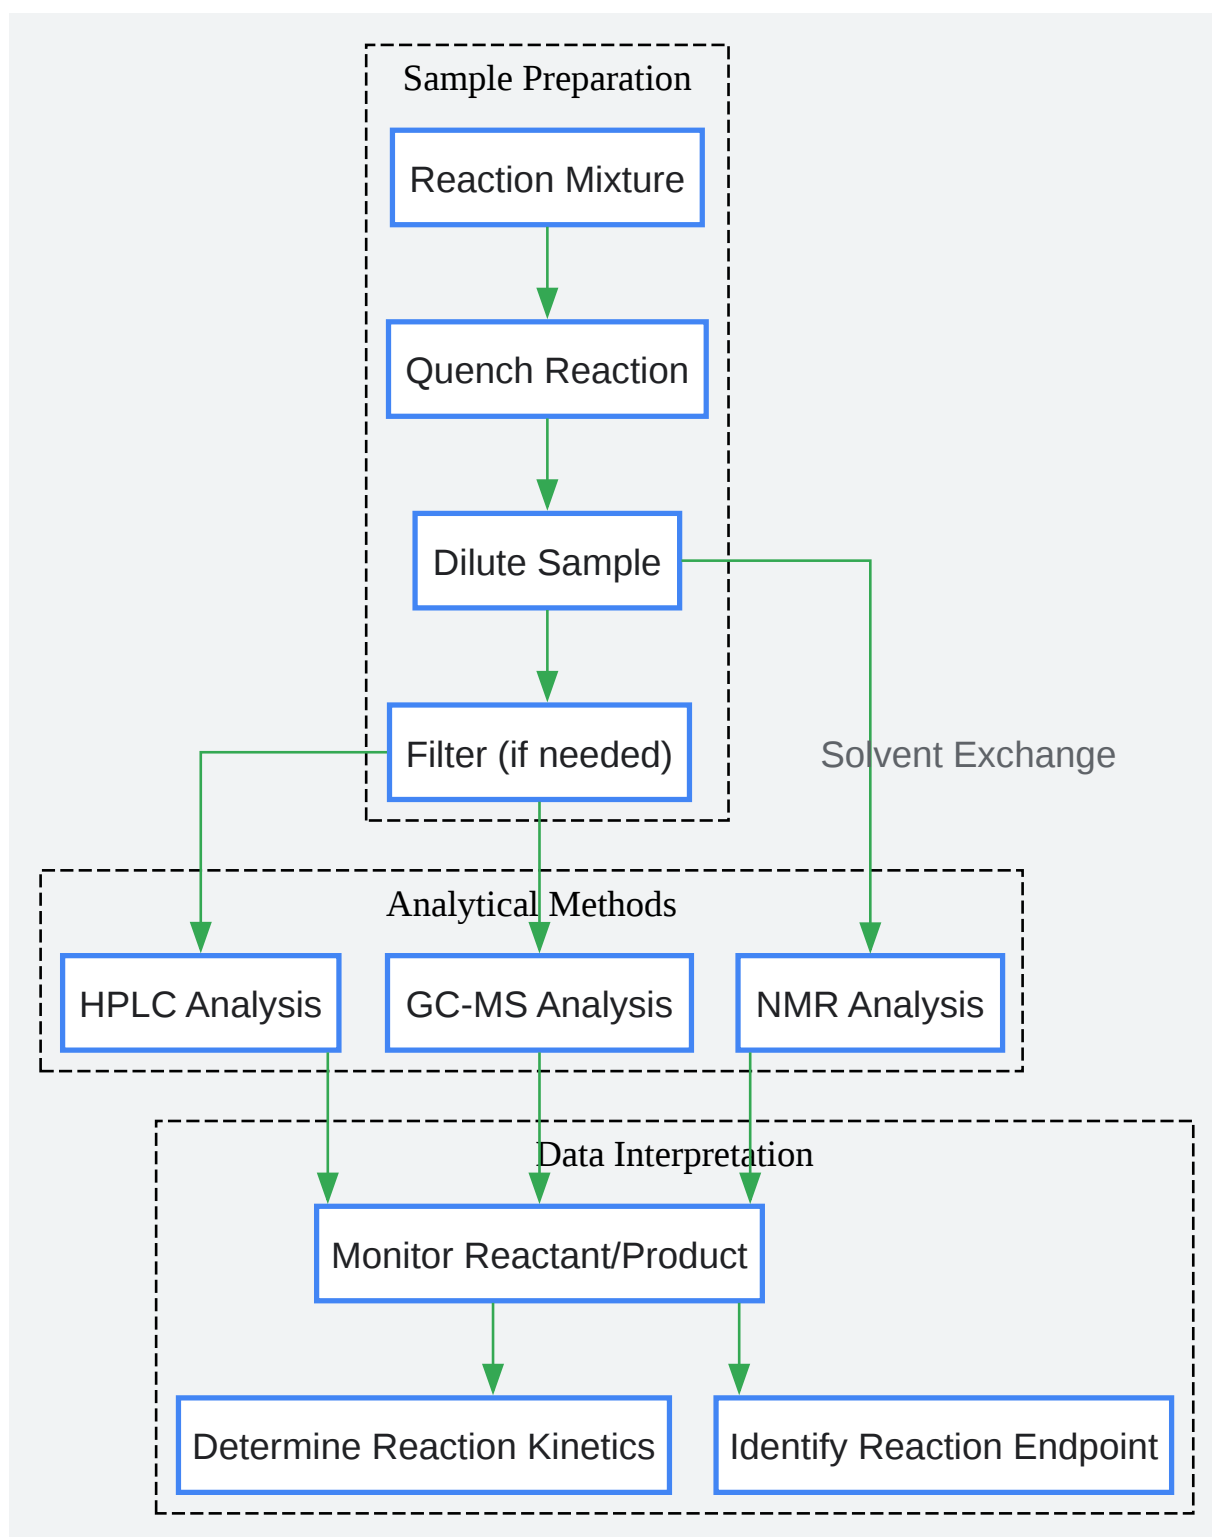 Sample Preparation
Reaction Mixture
Quench Reaction
Dilute Sample
Filter (if needed)
Solvent Exchange
Analytical Methods
HPLC Analysis
GC-MS Analysis
NMR Analysis
Data Interpretation
Monitor Reactant/Product
Determine Reaction Kinetics
Identify Reaction Endpoint